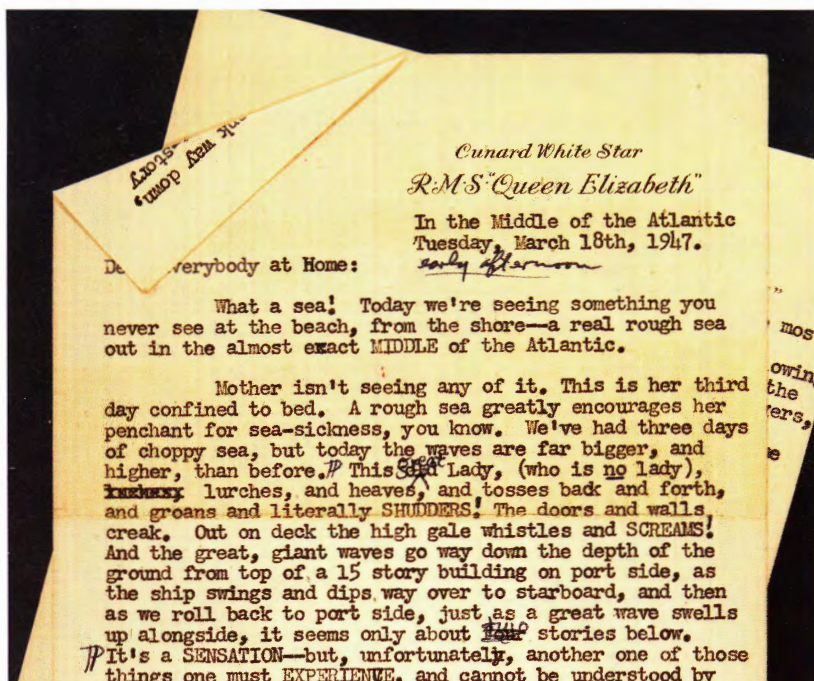 way down,
story
Cunard White Star
R·M·S "Queen Elizabeth"
In the Middle of the Atlantic
Tuesday, March 18th, 1947.
early afternoon
De verybody at Home:
What a sea! Today we're seeing something you
never see at the beach, from the shore--a real rough sea
out in the almost exact MIDDLE of the Atlantic.
Mother isn't seeing any of it. This is her third
day confined to bed. A rough sea greatly encourages her
penchant for sea-sickness, you know. We've had three days
of choppy sea, but today the waves are far bigger, and
higher, than before. ¶ This Great Lady, (who is no lady),
lurches, and heaves, and tosses back and forth,
and groans and literally SHUDDERS! The doors and walls
creak. Out on deck the high gale whistles and SCREAMS!
And the great, giant waves go way down the depth of the
ground from top of a 15 story building on port side, as
the ship swings and dips way over to starboard, and then
as we roll back to port side, just as a great wave swells
up alongside, it seems only about two stories below.
¶ It's a SENSATION--but, unfortunately, another one of those
things one must EXPERIENCE, and cannot be understood by
mos
owin
the
ers,
e